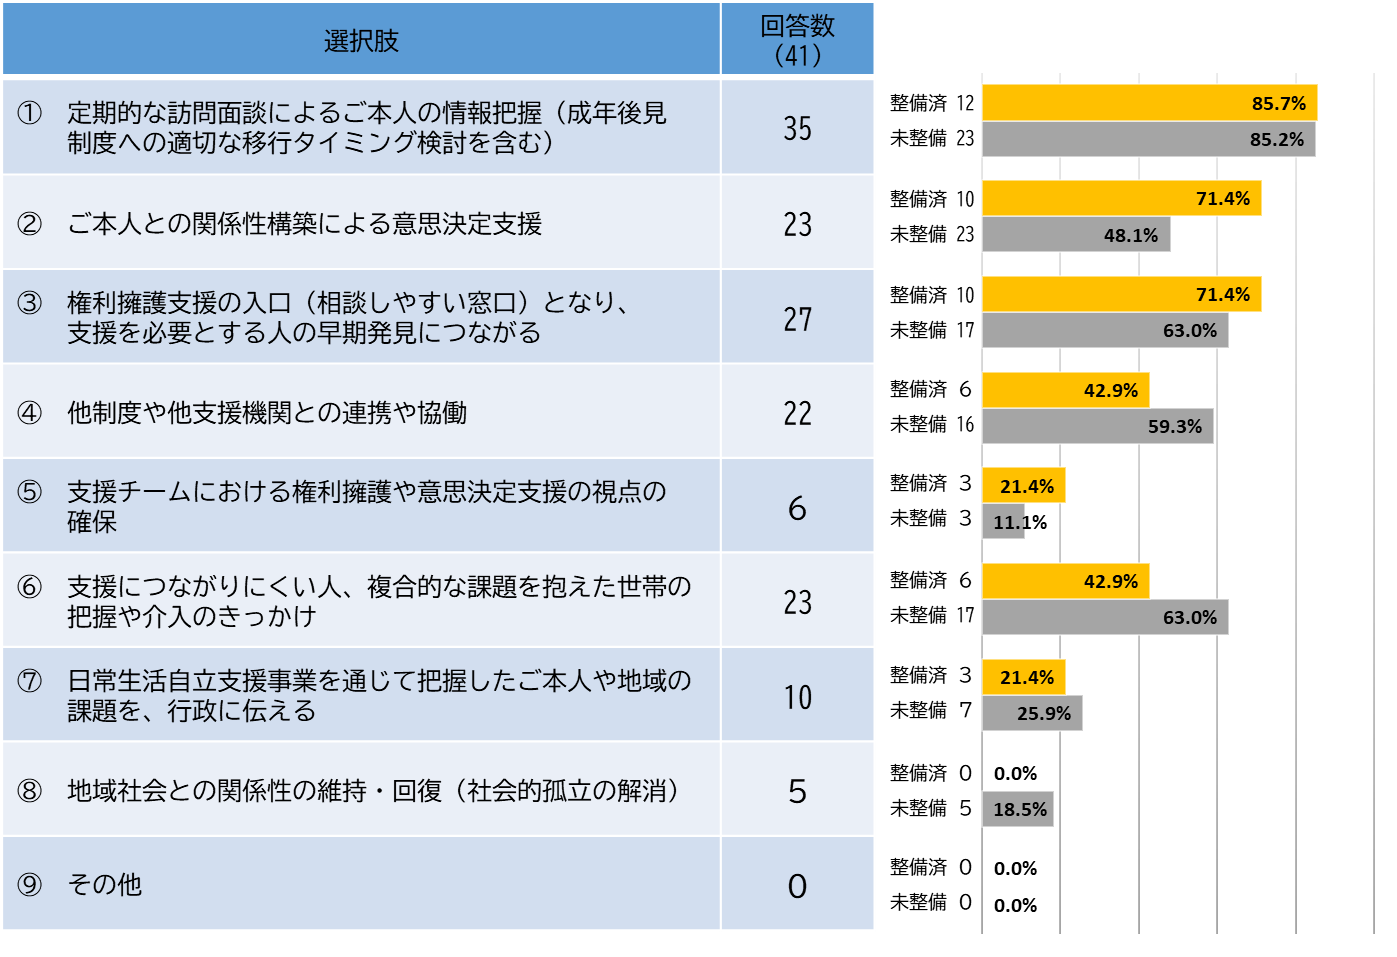 選択肢
回答数
（41）
① 定期的な訪問面談によるご本人の情報把握（成年後見
制度への適切な移行タイミング検討を含む）
35
整備済 12
85.7%
未整備 23
85.2%
② ご本人との関係性構築による意思決定支援
23
整備済 10
71.4%
未整備 23
48.1%
③ 権利擁護支援の入口（相談しやすい窓口）となり、
支援を必要とする人の早期発見につながる
27
整備済 10
71.4%
未整備 17
63.0%
④ 他制度や他支援機関との連携や協働
22
整備済 6
42.9%
未整備 16
59.3%
⑤ 支援チームにおける権利擁護や意思決定支援の視点の
確保
6
整備済 3
21.4%
未整備 3
11.1%
⑥ 支援につながりにくい人、複合的な課題を抱えた世帯の
把握や介入のきっかけ
23
整備済 6
42.9%
未整備 17
63.0%
⑦ 日常生活自立支援事業を通じて把握したご本人や地域の
課題を、行政に伝える
10
整備済 3
21.4%
未整備 7
25.9%
⑧ 地域社会との関係性の維持・回復（社会的孤立の解消）
5
整備済 0
0.0%
未整備 5
18.5%
⑨ その他
0
整備済 0
0.0%
未整備 0
0.0%